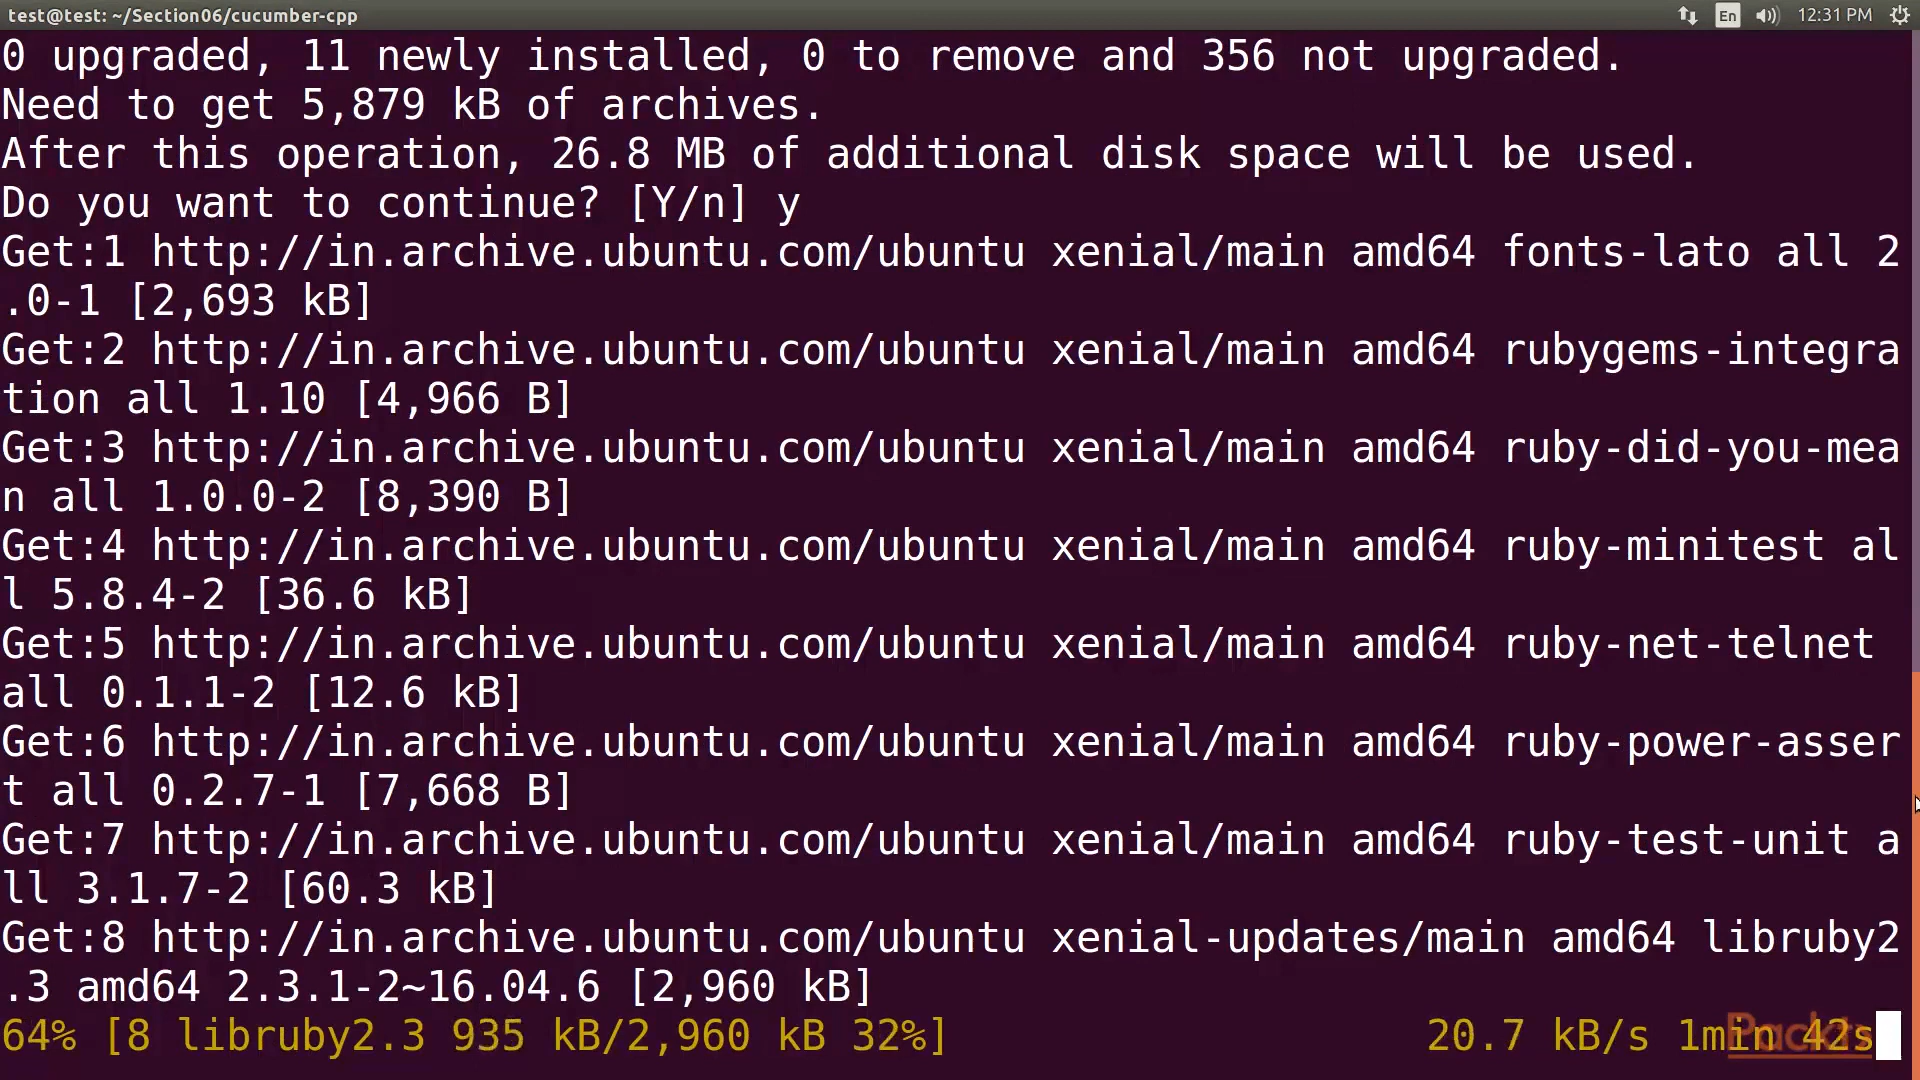 test@test: ~/Section06/cucumber-cpp
En
12:31 PM
0 upgraded, 11 newly installed, 0 to remove and 356 not upgraded.
Need to get 5,879 kB of archives.
After this operation, 26.8 MB of additional disk space will be used.
Do you want to continue? [Y/n] y
Get:1 http://in.archive.ubuntu.com/ubuntu xenial/main amd64 fonts-lato all 2
.0-1 [2,693 kB]
Get:2 http://in.archive.ubuntu.com/ubuntu xenial/main amd64 rubygems-integra
tion all 1.10 [4,966 B]
Get:3 http://in.archive.ubuntu.com/ubuntu xenial/main amd64 ruby-did-you-mea
n all 1.0.0-2 [8,390 B]
Get:4 http://in.archive.ubuntu.com/ubuntu xenial/main amd64 ruby-minitest al
l 5.8.4-2 [36.6 kB]
Get:5 http://in.archive.ubuntu.com/ubuntu xenial/main amd64 ruby-net-telnet
all 0.1.1-2 [12.6 kB]
Get:6 http://in.archive.ubuntu.com/ubuntu xenial/main amd64 ruby-power-asser
t all 0.2.7-1 [7,668 B]
Get:7 http://in.archive.ubuntu.com/ubuntu xenial/main amd64 ruby-test-unit a
ll 3.1.7-2 [60.3 kB]
Get:8 http://in.archive.ubuntu.com/ubuntu xenial-updates/main amd64 libruby2
.3 amd64 2.3.1-2~16.04.6 [2,960 kB]
64% [8 libruby2.3 935 kB/2,960 kB 32%] 20.7 kB/s 1min 42s
Packt>